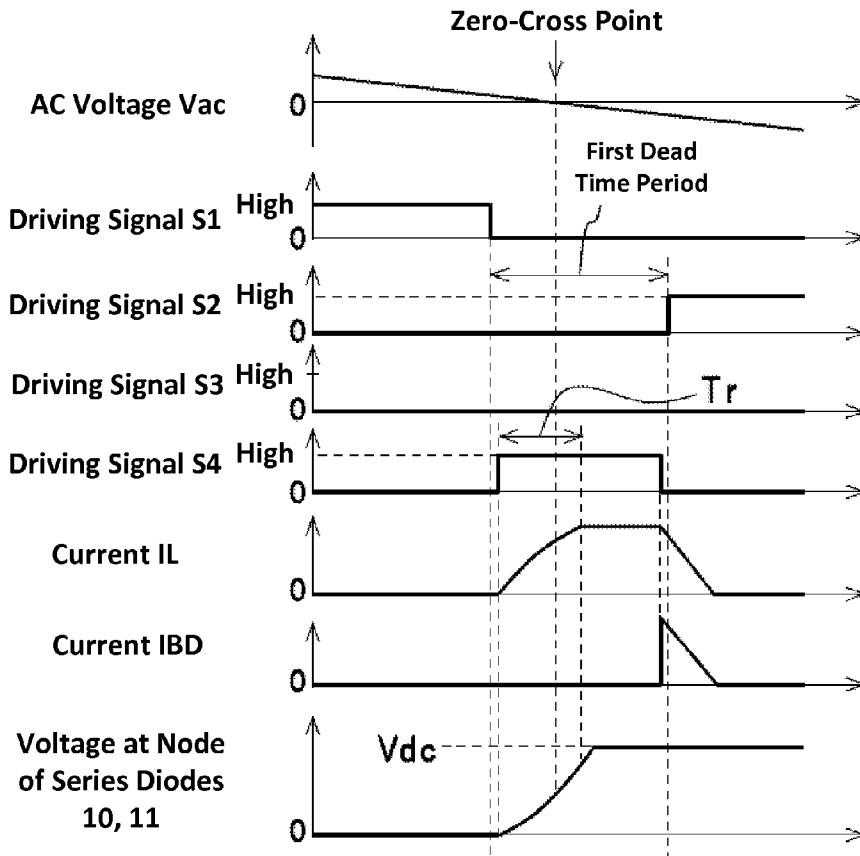 Zero-Cross Point
AC Voltage Vac
0
First Dead
Time Period
Driving Signal S1
High
0
Driving Signal S2
High
0
Driving Signal S3
High
0
Tr
Driving Signal S4
High
0
Current IL
0
Current IBD
0
Voltage at Node
of Series Diodes
10, 11
Vdc
0